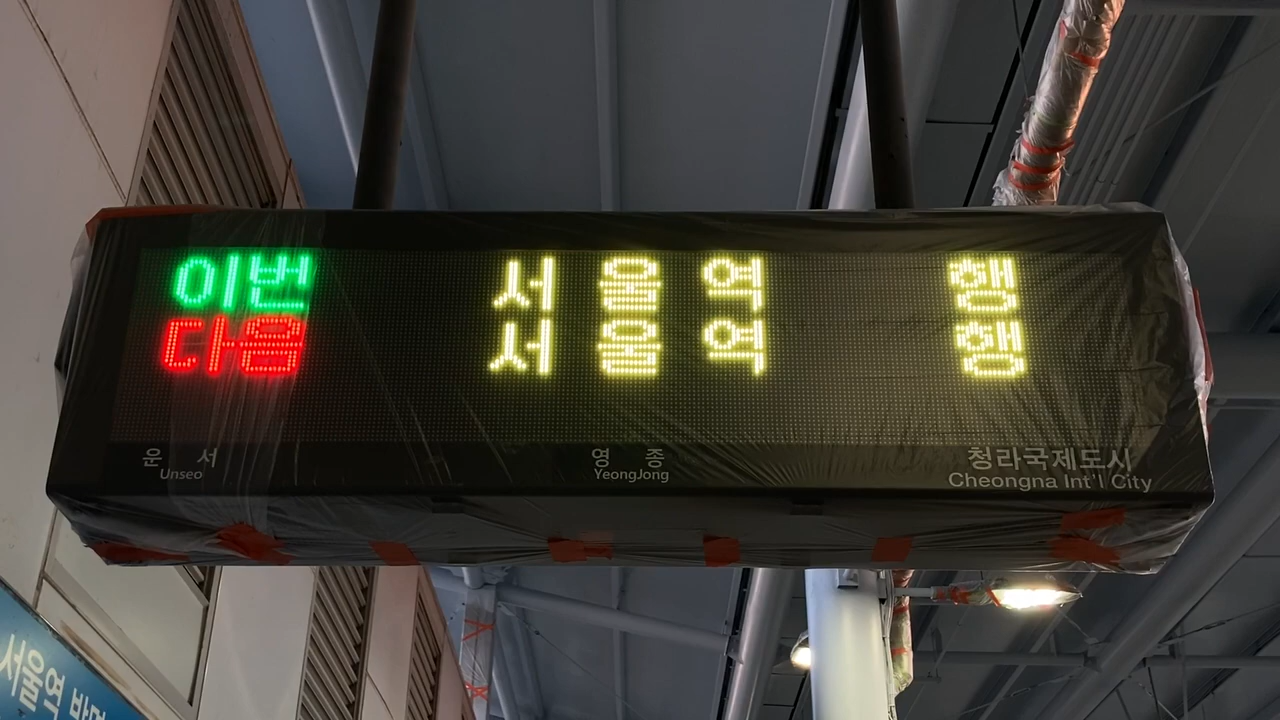 이번 서울역 행
다음 서울역 행
운서 영종 청라국제도시
Unseo YeongJong Cheongna Int'l City
서울역